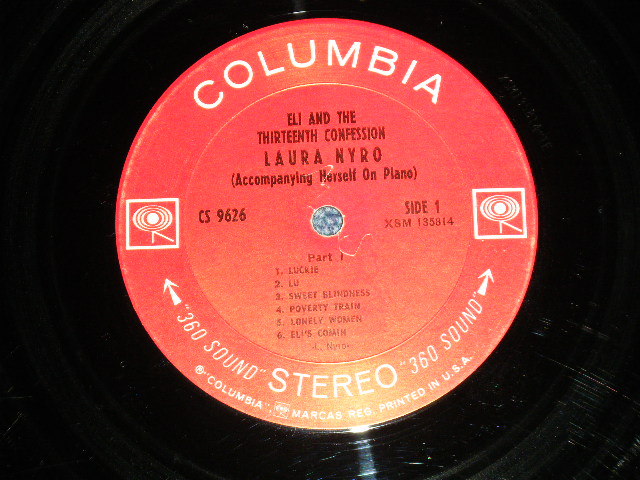 COLUMBIA
ELI AND THE
THIRTEENTH CONFESSION
LAURA NYRO
(Accompanying Herself On Piano)
CS 9626
SIDE 1
XSM 135814
Part I
1. LUCKIE
2. LU
3. SWEET BLINDNESS
4. POVERTY TRAIN
5. LONELY WOMEN
6. ELI'S COMIN
Nyro-
"360 SOUND" STEREO "360 SOUND"
℗"COLUMBIA", MARCAS REG. PRINTED IN U.S.A.